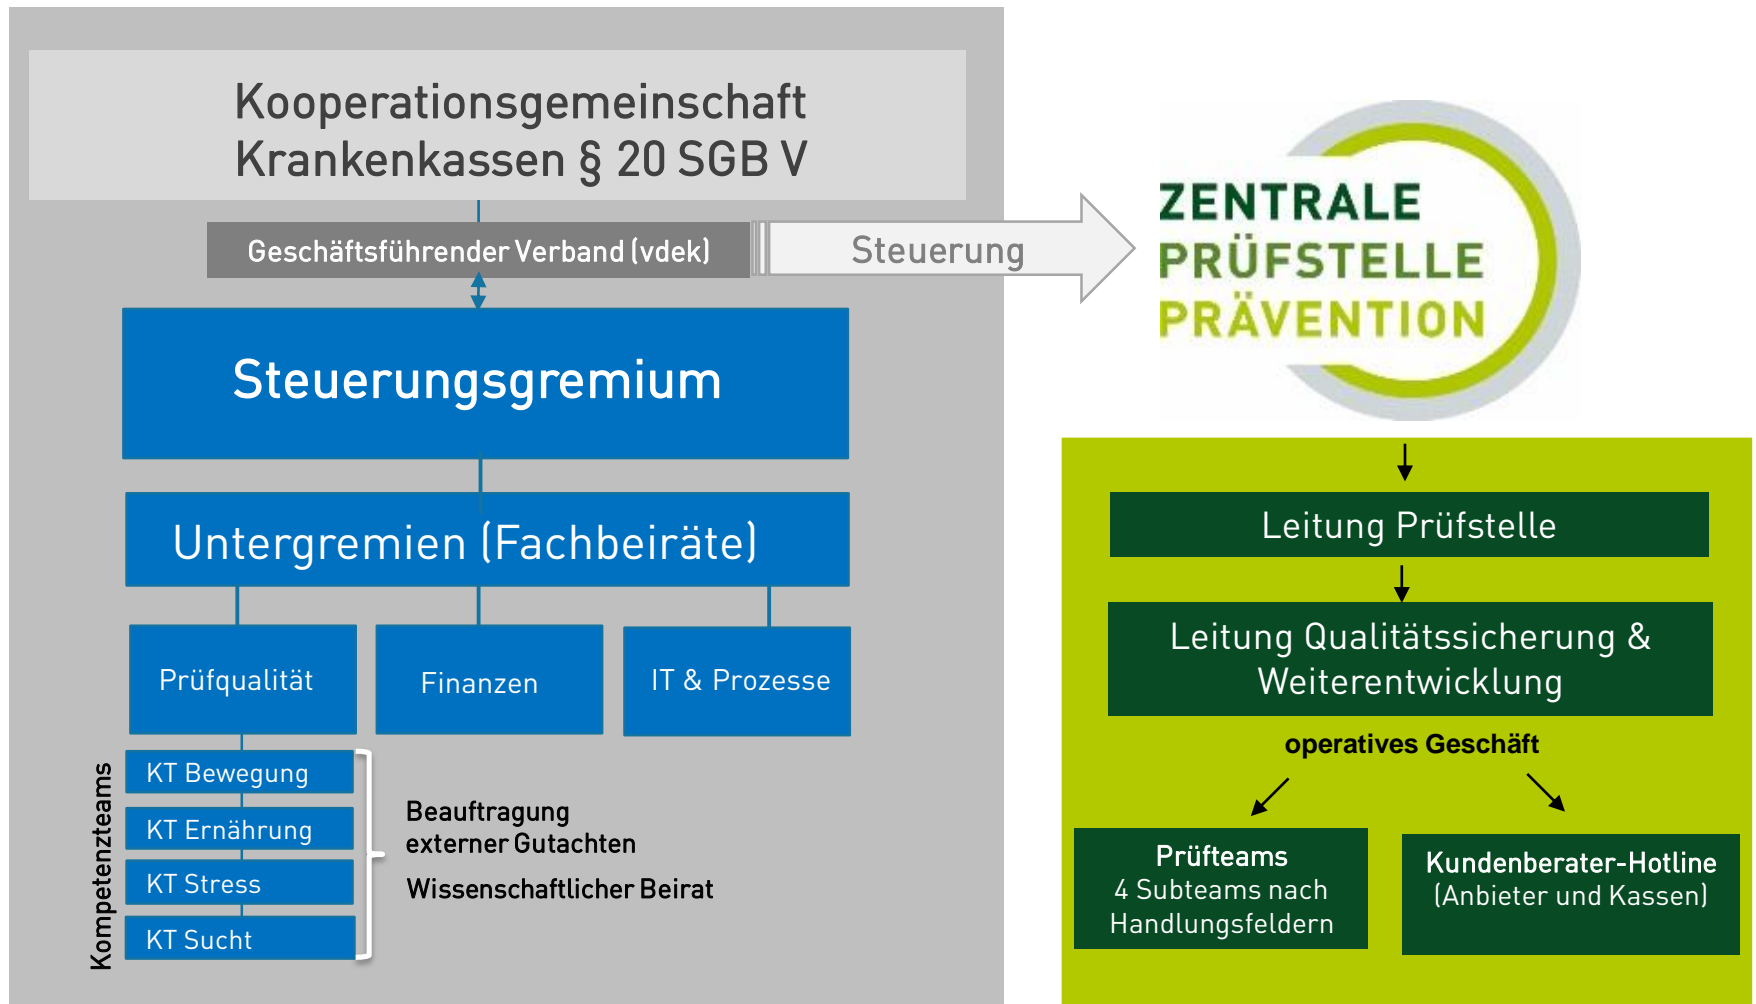 Kooperationsgemeinschaft
Krankenkassen § 20 SGB V
Geschäftsführender Verband (vdek)
Steuerung
Steuerungsgremium
Untergremien (Fachbeiräte)
Prüfqualität
Finanzen
IT & Prozesse
Kompetenzteams
KT Bewegung
KT Ernährung
KT Stress
KT Sucht
Beauftragung
externer Gutachten
Wissenschaftlicher Beirat
ZENTRALE
PRÜFSTELLE
PRÄVENTION
Leitung Prüfstelle
Leitung Qualitätssicherung &
Weiterentwicklung
operatives Geschäft
Prüfteams
4 Subteams nach
Handlungsfeldern
Kundenberater-Hotline
(Anbieter und Kassen)